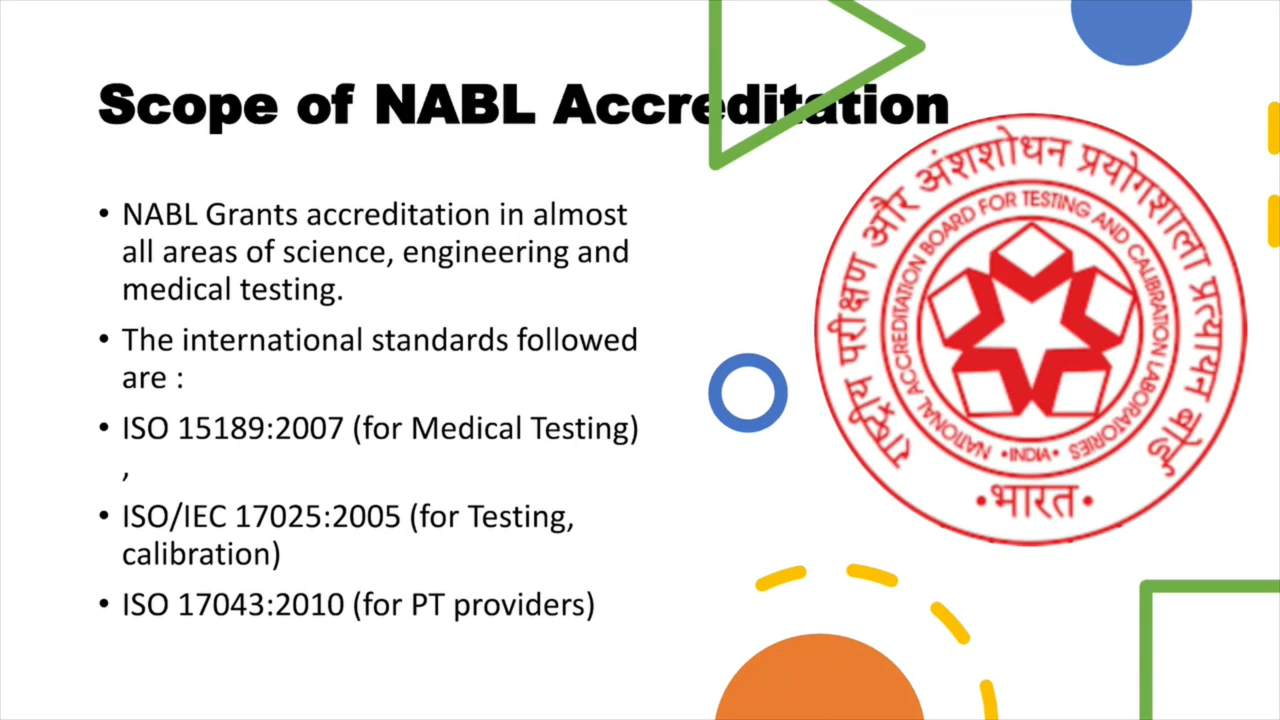 Scope of NABL Accreditation
• NABL Grants accreditation in almost
all areas of science, engineering and
medical testing.
• The international standards followed
are :
• ISO 15189:2007 (for Medical Testing)
,
• ISO/IEC 17025:2005 (for Testing,
calibration)
• ISO 17043:2010 (for PT providers)
राष्ट्रीय परीक्षण और अंशशोधन प्रयोगशाला प्रत्यायन बोर्ड
NATIONAL ACCREDITATION BOARD FOR TESTING AND CALIBRATION LABORATORIES
•INDIA•
•भारत•